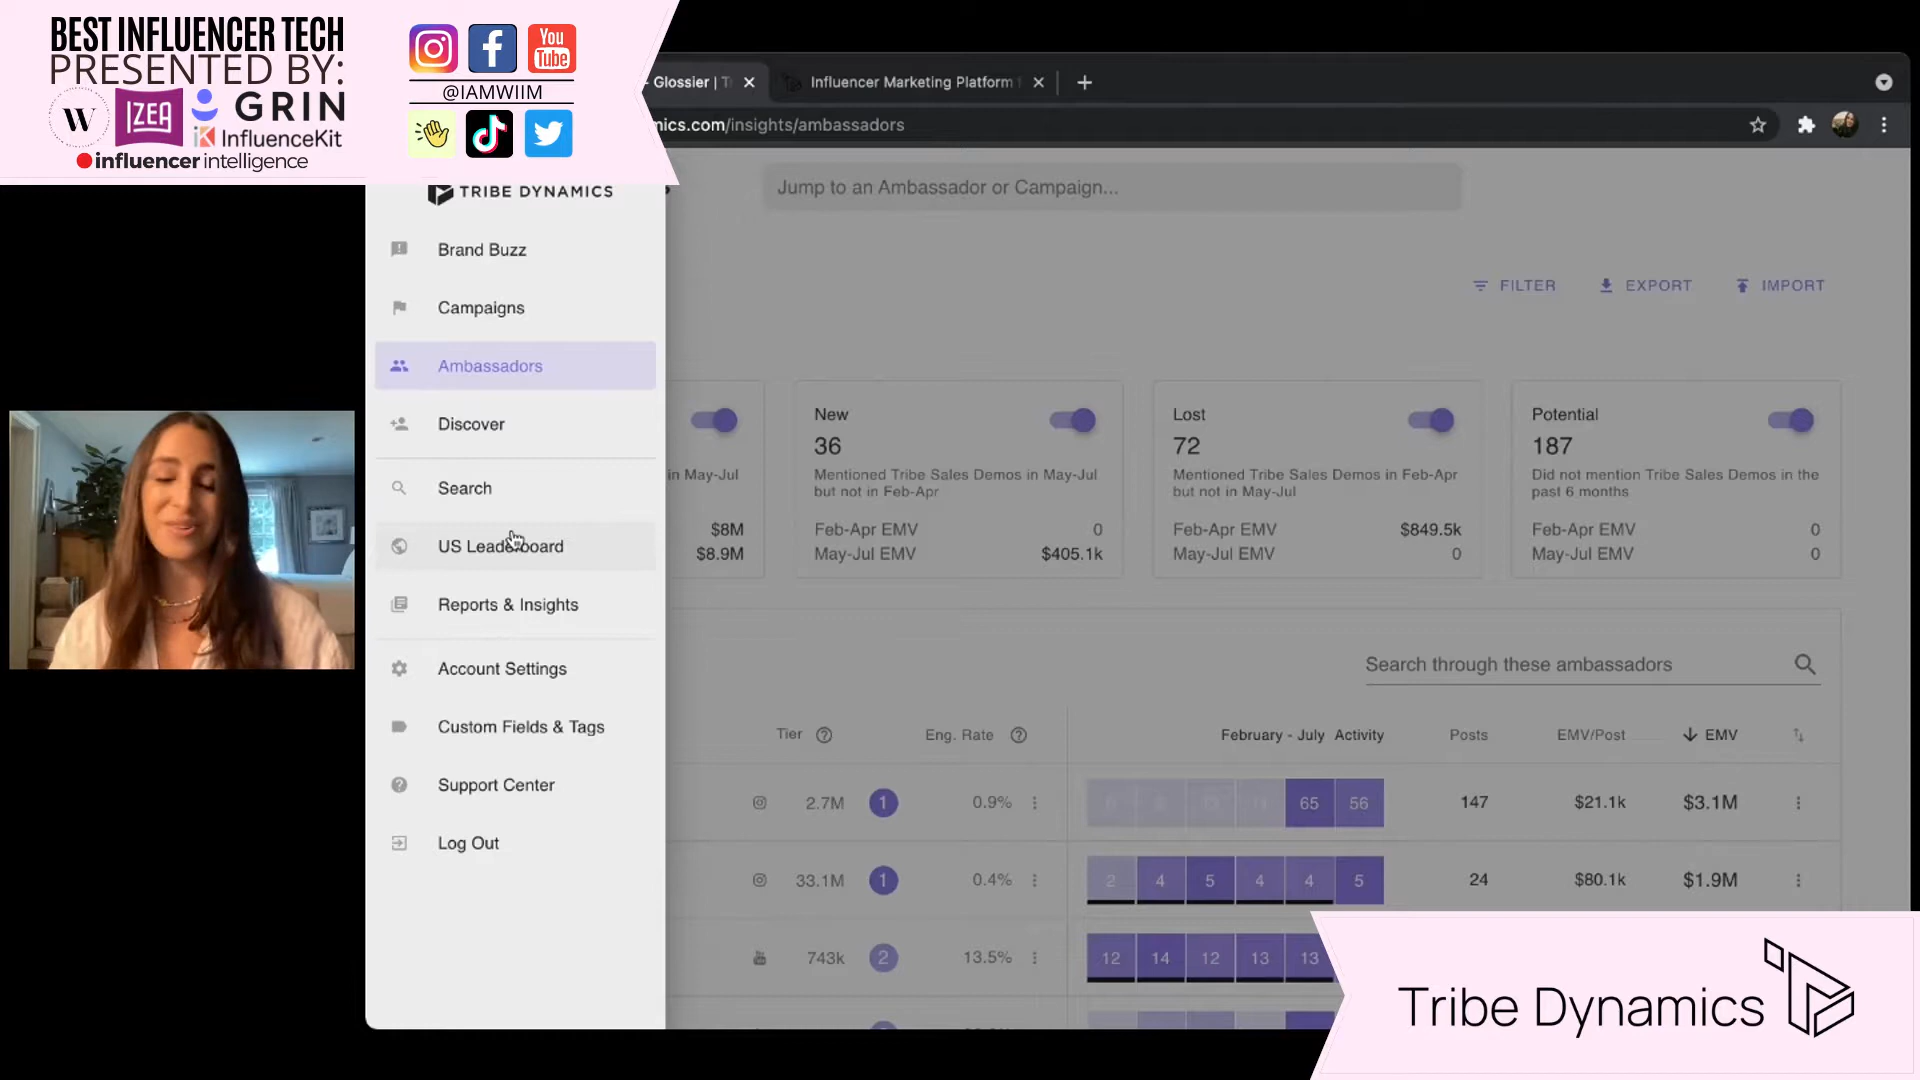 BEST INFLUENCER TECH
PRESENTED BY:
W
IZEA
GRIN
InfluenceKit
influencer intelligence
You
Tube
@IAMWIIM
Glossier |
Influencer Marketing Platform
mics.com/insights/ambassadors
TRIBE DYNAMICS
Jump to an Ambassador or Campaign...
Brand Buzz
Campaigns
Ambassadors
Discover
Search
US Leaderboard
Reports & Insights
Account Settings
Custom Fields & Tags
Support Center
Log Out
FILTER
EXPORT
IMPORT
in May-Jul
$8M
$8.9M
New
36
Mentioned Tribe Sales Demos in May-Jul
but not in Feb-Apr
Feb-Apr EMV 0
May-Jul EMV $405.1k
Lost
72
Mentioned Tribe Sales Demos in Feb-Apr
but not in May-Jul
Feb-Apr EMV $849.5k
May-Jul EMV 0
Potential
187
Did not mention Tribe Sales Demos in the
past 6 months
Feb-Apr EMV 0
May-Jul EMV 0
Search through these ambassadors
Tier Eng. Rate February - July Activity Posts EMV/Post EMV
2.7M 1 0.9% 65 56 147 $21.1k $3.1M
33.1M 1 0.4% 2 4 5 4 4 5 24 $80.1k $1.9M
743k 2 13.5% 12 14 12 13 13
Tribe Dynamics